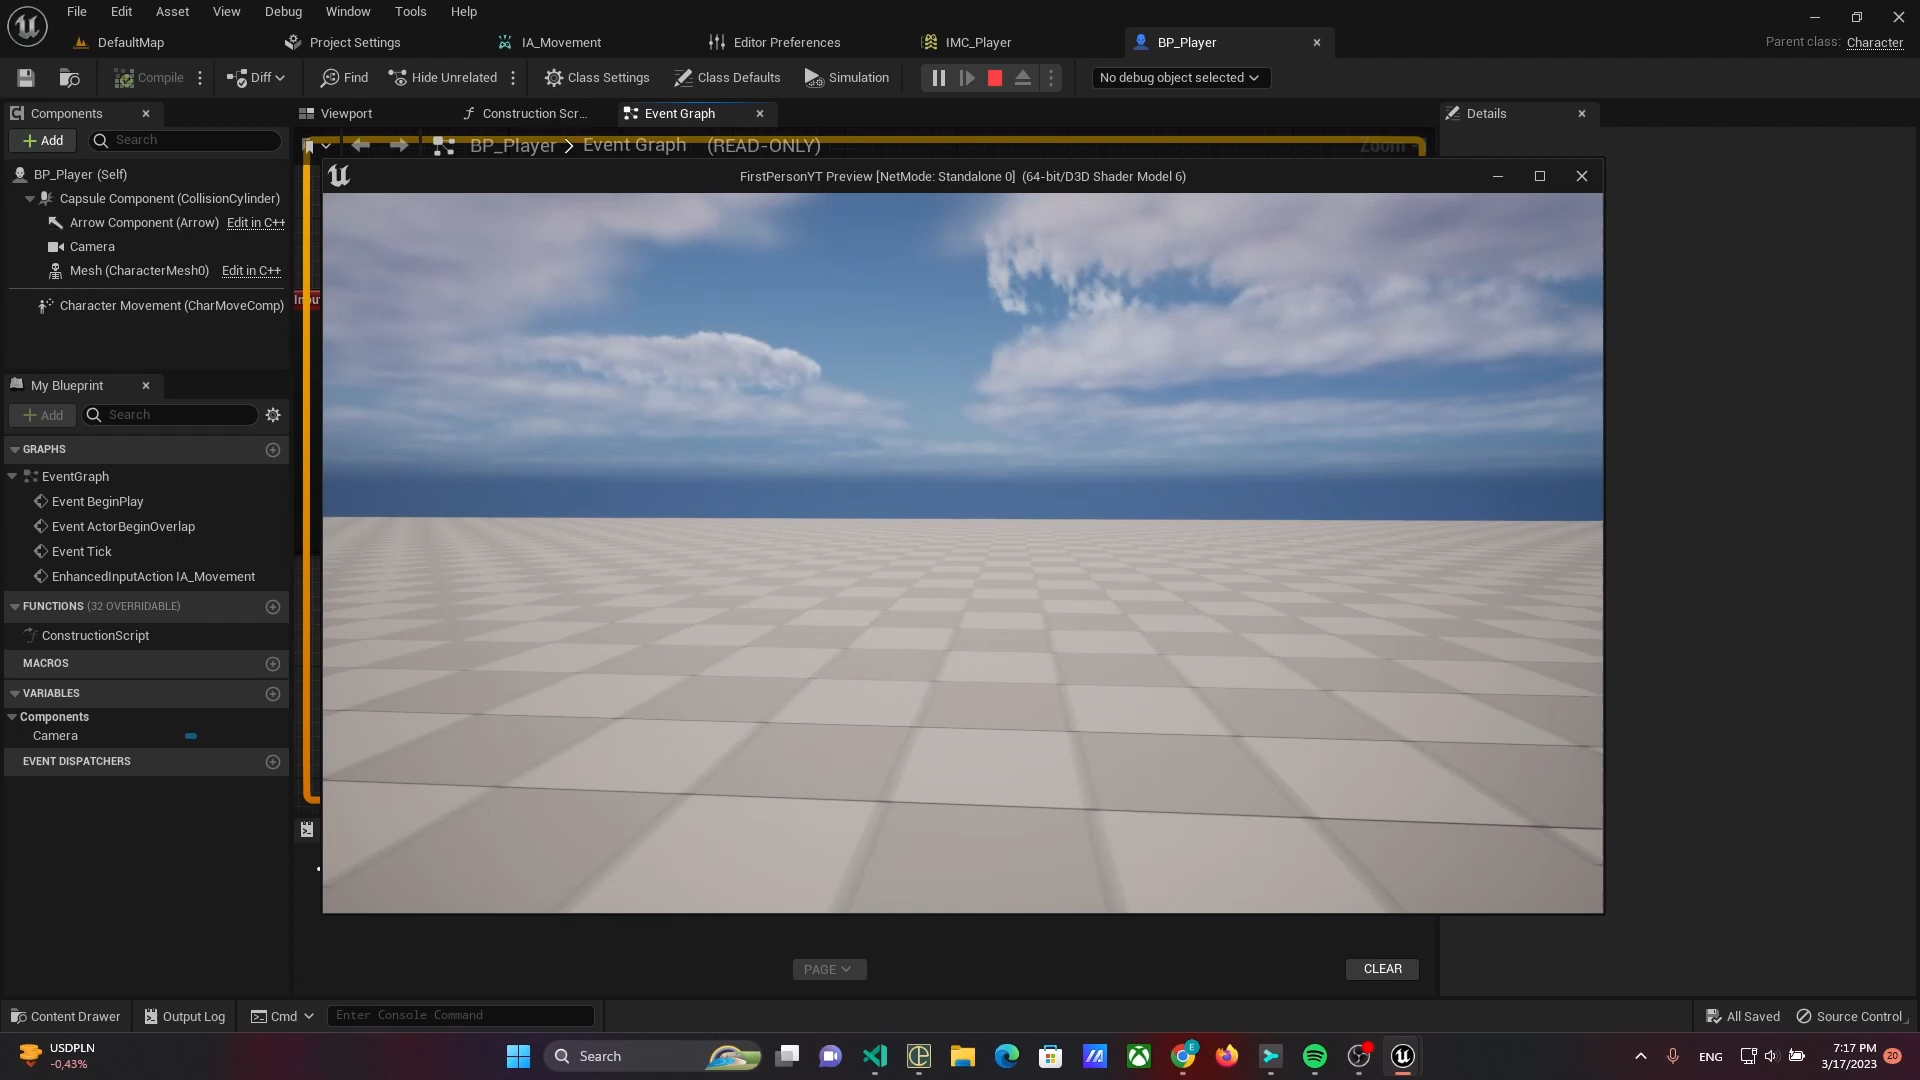 File Edit Asset View Debug Window Tools Help
DefaultMap Project Settings IA_Movement Editor Preferences IMC_Player BP_Player Parent class: Character
Compile Diff Find Hide Unrelated Class Settings Class Defaults Simulation No debug object selected
Components Viewport Construction Scr... Event Graph Details
Add Search
BP_Player > Event Graph (READ-ONLY) Zoom
BP_Player (Self)
FirstPersonYT Preview [NetMode: Standalone 0] (64-bit/D3D Shader Model 6)
Capsule Component (CollisionCylinder)
Arrow Component (Arrow) Edit in C++
Camera
Mesh (CharacterMesh0) Edit in C++
Character Movement (CharMoveComp)
My Blueprint
Add Search
GRAPHS
EventGraph
Event BeginPlay
Event ActorBeginOverlap
Event Tick
EnhancedInputAction IA_Movement
FUNCTIONS (32 OVERRIDABLE)
ConstructionScript
MACROS
VARIABLES
Components
Camera
EVENT DISPATCHERS
PAGE CLEAR
Content Drawer Output Log Cmd Enter Console Command All Saved Source Control
USDPLN
-0,43%
Search
ENG
7:17 PM
3/17/2023
20